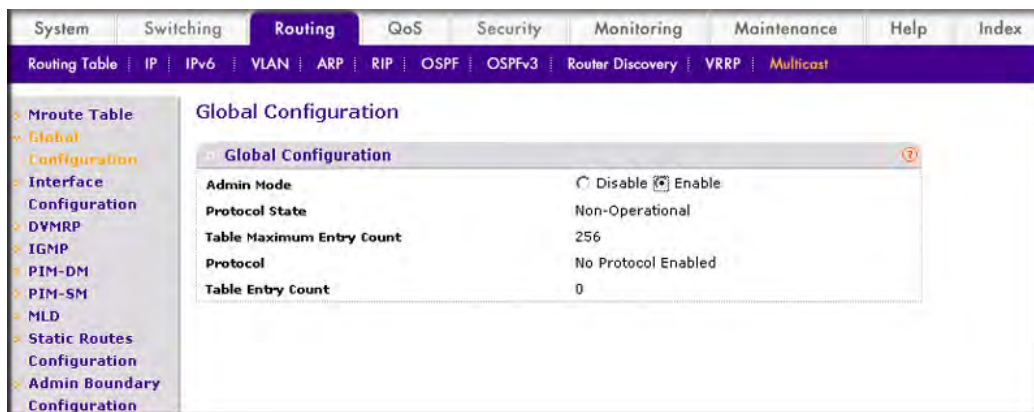 System Switching Routing QoS Security Monitoring Maintenance Help Index
Routing Table IP IPv6 VLAN ARP RIP OSPF OSPFv3 Router Discovery VRRP Multicast
Mroute Table
Global
Configuration
Interface
Configuration
DVMRP
IGMP
PIM-DM
PIM-SM
MLD
Static Routes
Configuration
Admin Boundary
Configuration
Global Configuration
Global Configuration ?
Admin Mode Disable Enable
Protocol State Non-Operational
Table Maximum Entry Count 256
Protocol No Protocol Enabled
Table Entry Count 0